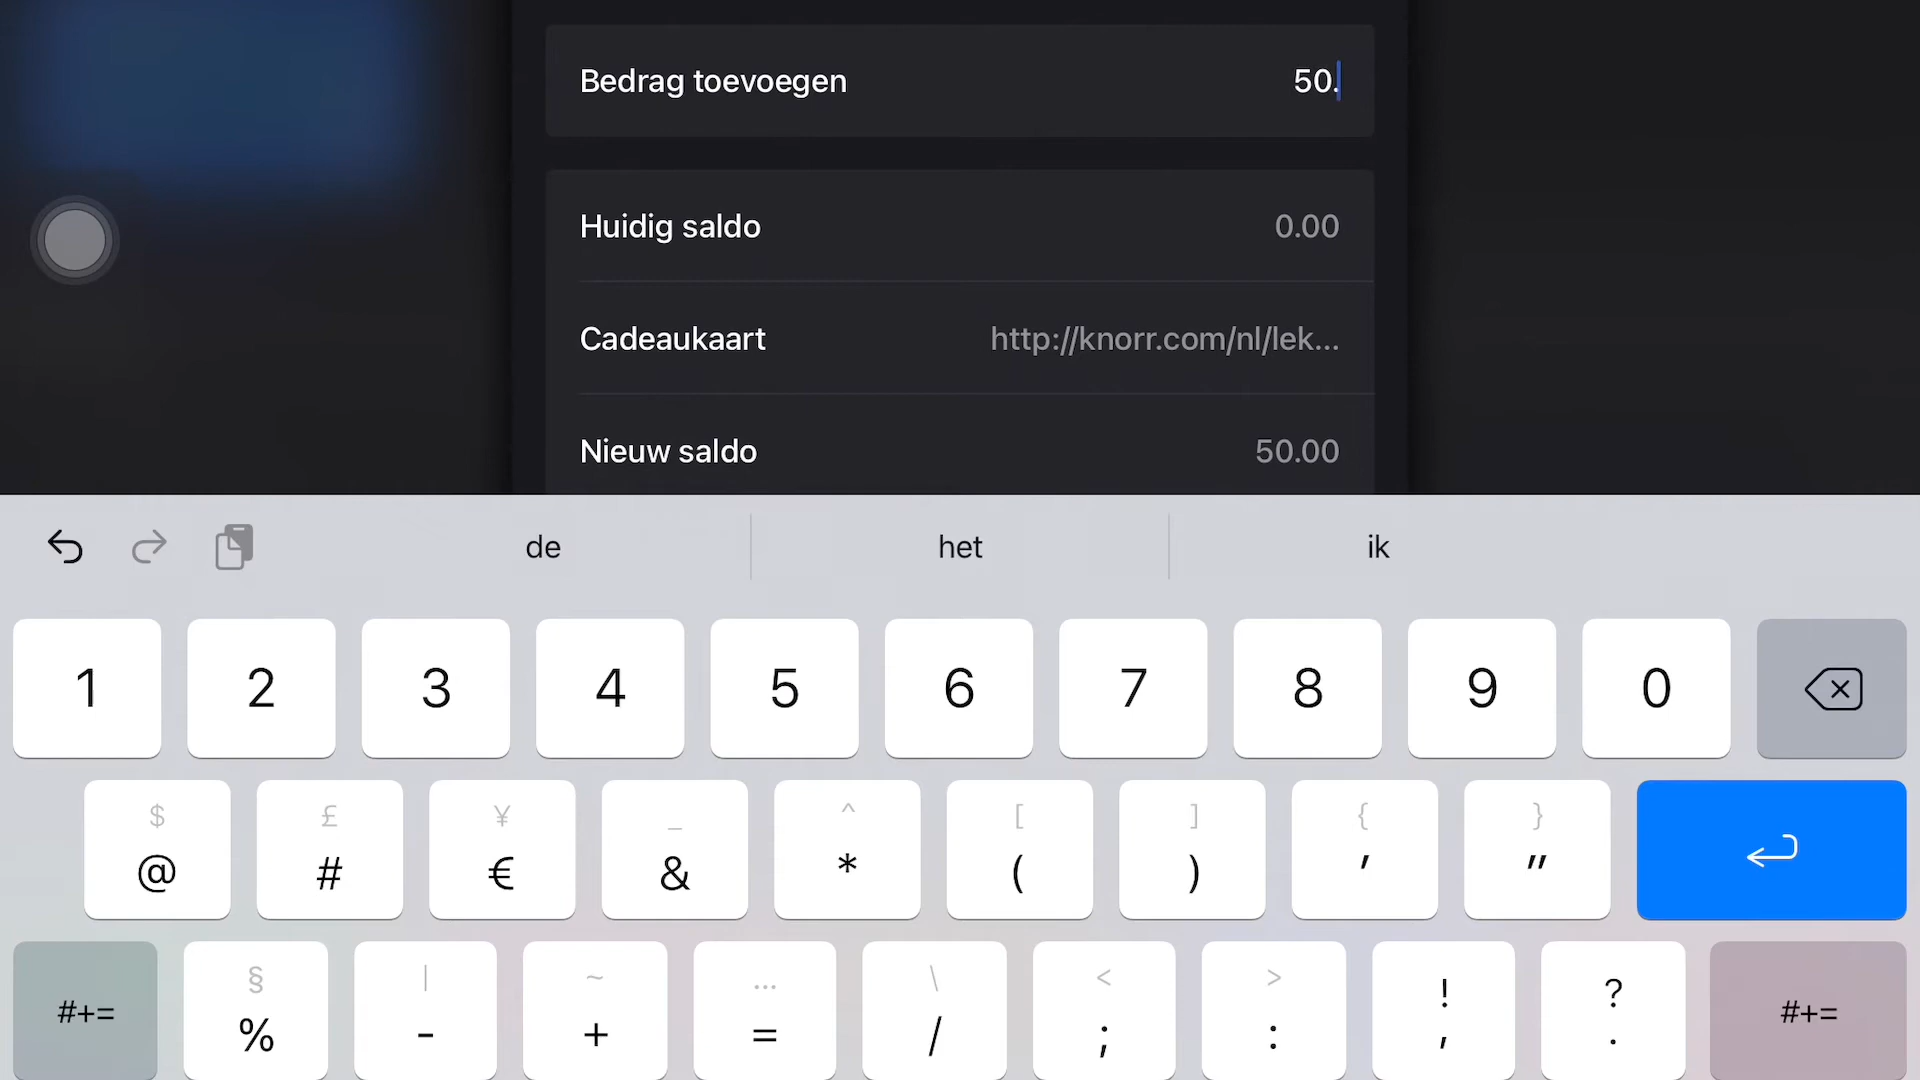 Bedrag toevoegen 50.
Huidig saldo 0.00
Cadeaukaart http://knorr.com/nl/lek...
Nieuw saldo 50.00
de het ik
1 2 3 4 5 6 7 8 9 0
$ £ ¥ _ ^ [ ] { }
@ # € & * ( ) ' "
§ | ~ ... \ < > ! ?
#+= % - + = / ; : , . #+=